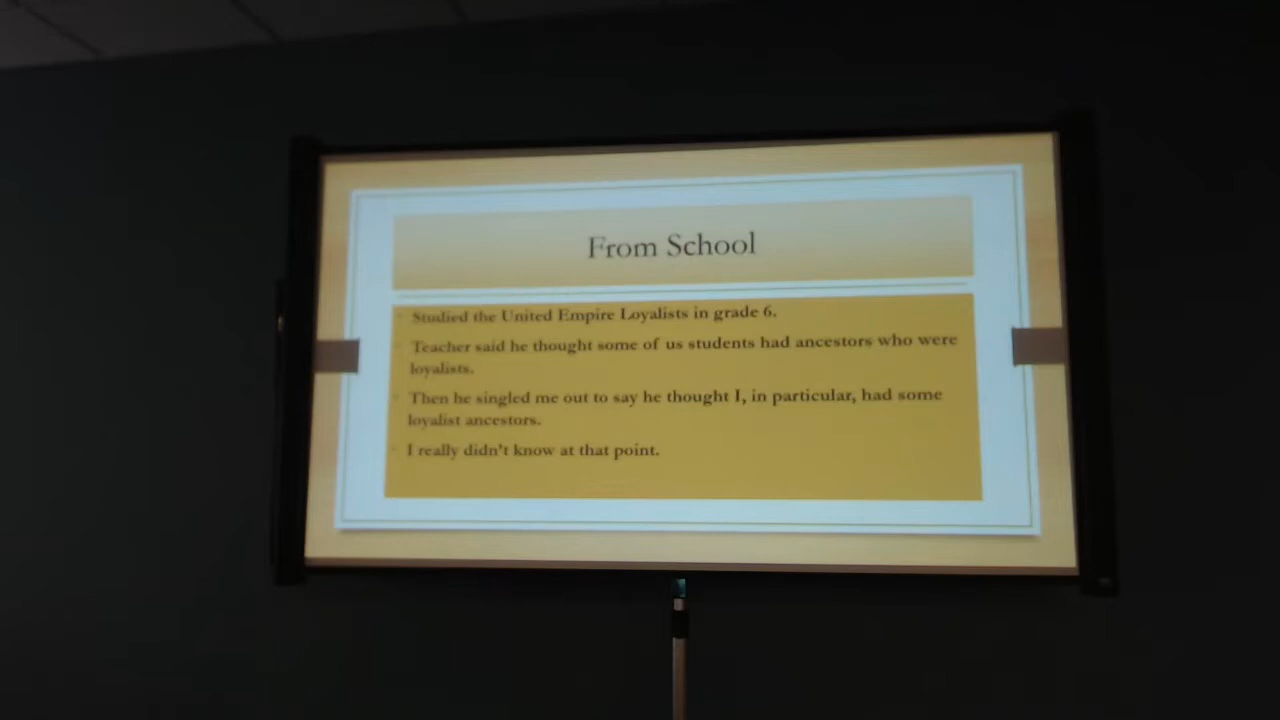 From School
Studied the United Empire Loyalists in grade 6.
Teacher said he thought some of us students had ancestors who were
loyalists.
Then he singled me out to say he thought I, in particular, had some
loyalist ancestors.
I really didn't know at that point.